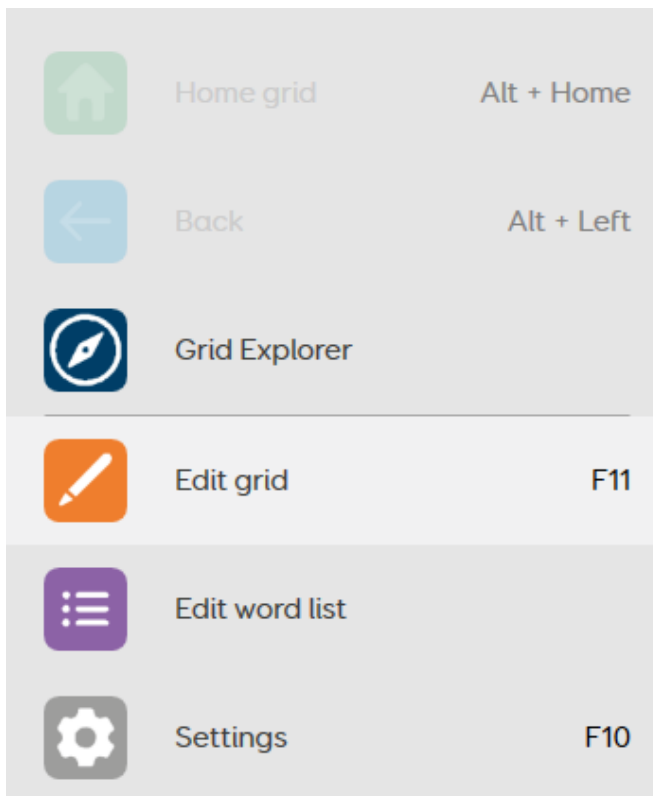 Home grid Alt + Home
Back Alt + Left
Grid Explorer
Edit grid F11
Edit word list
Settings F10